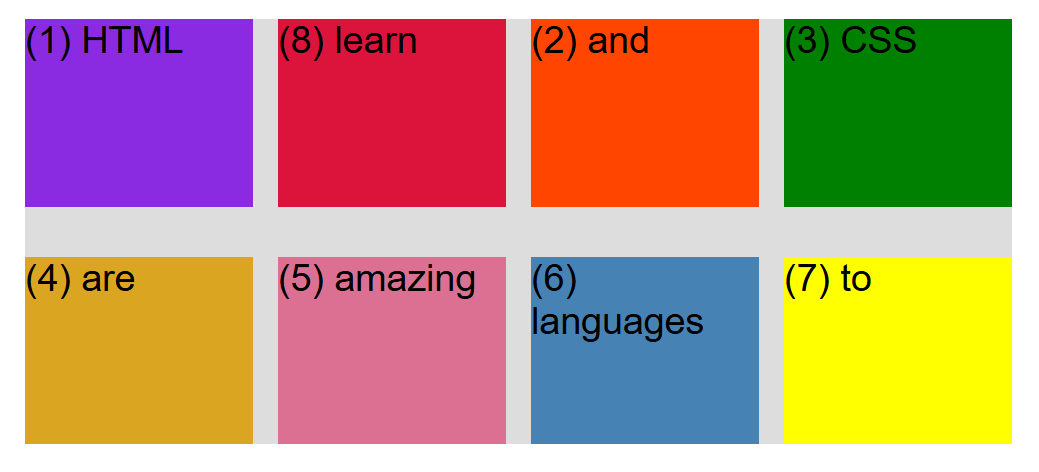 (1) HTML
(8) learn
(2) and
(3) CSS
(4) are
(5) amazing
(6)
languages
(7) to